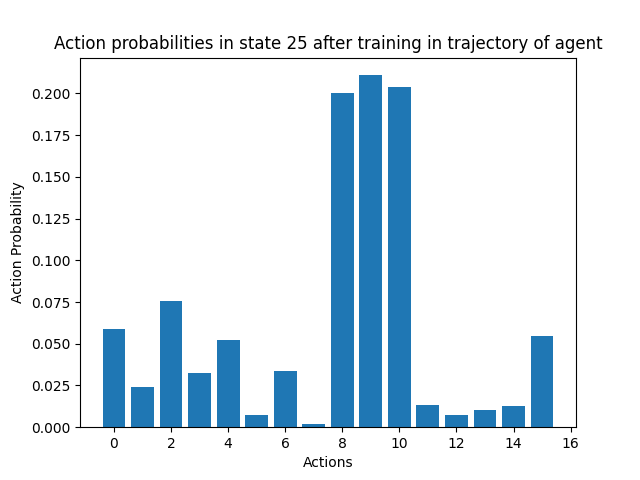 Action probabilities in state 25 after training in trajectory of agent
0.200
0.175
0.150
0.125
0.100
0.075
0.050
0.025
0.000
Action Probability
0 2 4 6 8 10 12 14 16
Actions